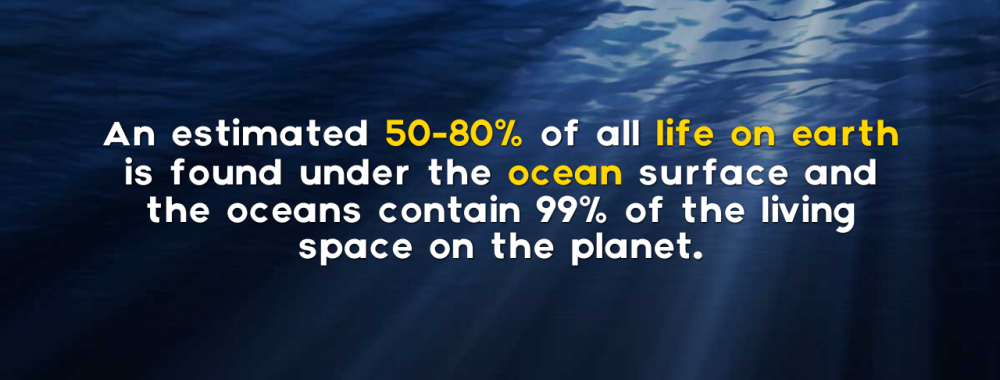 An estimated 50-80% of all life on earth
is found under the ocean surface and
the oceans contain 99% of the living
space on the planet.